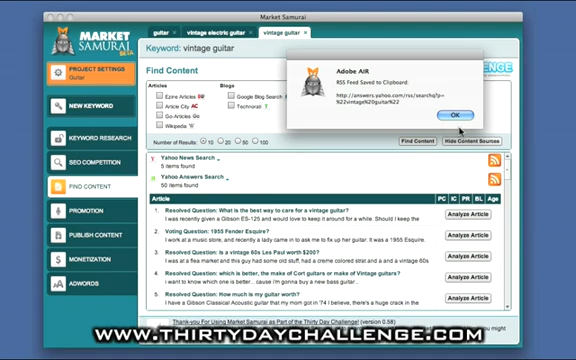 Market Samurai
MARKET
SAMURAI
BETA
guitar ×
vintage electric guitar ×
vintage guitar ×
Keyword: vintage guitar
PROJECT SETTINGS
Guitar
NEW KEYWORD
KEYWORD RESEARCH
SEO COMPETITION
FIND CONTENT
PROMOTION
PUBLISH CONTENT
MONETIZATION
ADWORDS
Find Content
Articles
Blogs
Ezine Articles
Article City AC
Go-Articles
Wikipedia
Google Blog Search
Technorati
Number of Results: 10 20 50 100
Find Content
Hide Content Sources
Adobe AIR
RSS Feed Saved to Clipboard:
http://answers.yahoo.com/rss/searchq?p=
%22vintage%20guitar%22
OK
Yahoo News Search
5 items found
Yahoo Answers Search
50 items found
Article PC IC PR BL Age
1. Resolved Question: What is the best way to care for a vintage guitar?
I was recently given a Gibson ES-125 and would love to keep it around for a while. Should I keep the
Analyze Article
2. Voting Question: 1955 Fender Esquire?
I work at a music store, and recently a lady came in to ask me to fix up her guitar. It was a 1955 Esquire.
Analyze Article
3. Resolved Question: Is a vintage 60s Les Paul worth $200?
I was at a flea market and this guy had some old stuff, had a creme colored strat and a a and a vintage 60s
Analyze Article
4. Resolved Question: which is better, the make of Cort guitars or make of Vintage guitars?
I want to know which one is better... cause i'm gonna buy a new bass guitar...
Analyze Article
5. Resolved Question: How much is my guitar worth?
I have a Gibson Classical Acoustic guitar that my mom got in '74 I believe, there's a huge crack in the
Analyze Article
Thank-you For Using Market Samurai as Part of the Thirty Day Challenge! (version 0.58)
WWW.THIRTYDAYCHALLENGE.COM